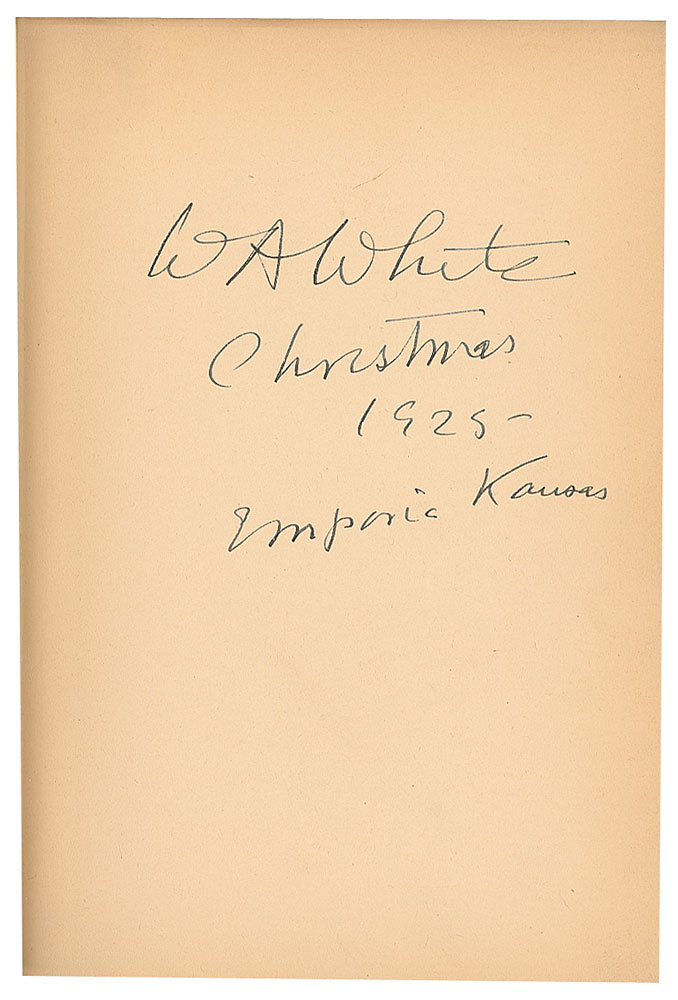 W A White
Christmas
1925-
Emporia Kansas